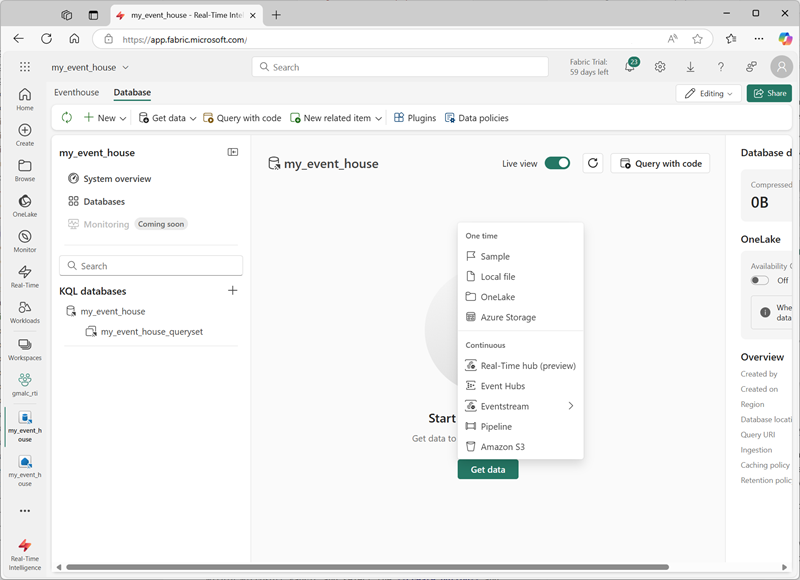 my_event_house - Real-Time Intelli
https://app.fabric.microsoft.com/
my_event_house
Search
Fabric Trial:
59 days left
23
Eventhouse
Database
Editing
Share
New
Get data
Query with code
New related item
Plugins
Data policies
Home
Create
Browse
OneLake
Monitor
Real-Time
Workloads
Workspaces
gmalc_rti
my_event_h
ouse
my_event_h
ouse
Real-Time
Intelligence
my_event_house
System overview
Databases
Monitoring
Coming soon
Search
KQL databases
my_event_house
my_event_house_queryset
my_event_house
Live view
Query with code
One time
Sample
Local file
OneLake
Azure Storage
Continuous
Real-Time hub (preview)
Event Hubs
Eventstream
Pipeline
Amazon S3
Start
Get data to
Get data
Database d
Compressed
0B
OneLake
Availability
Off
Whe
data
Overview
Created by
Created on
Region
Database locati
Query URI
Ingestion
Caching policy
Retention polic